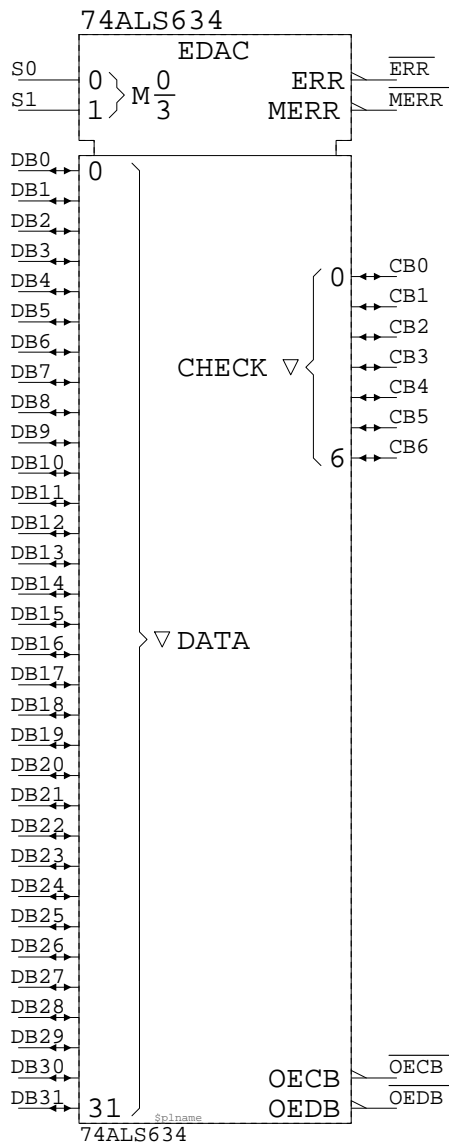 74ALS634
EDAC
S0 0 ERR ERR
S1 1 M 0 3 MERR MERR
DB0 0
DB1
DB2
DB3
0 CB0
DB4
CB1
DB5
CB2
DB6
CHECK ▽ CB3
DB7
CB4
DB8
CB5
DB9
6 CB6
DB10
DB11
DB12
DB13
DB14
DB15
▽ DATA
DB16
DB17
DB18
DB19
DB20
DB21
DB22
DB23
DB24
DB25
DB26
DB27
DB28
DB29
DB30 OECB OECB
DB31 31 OEDB OEDB
$plname
74ALS634